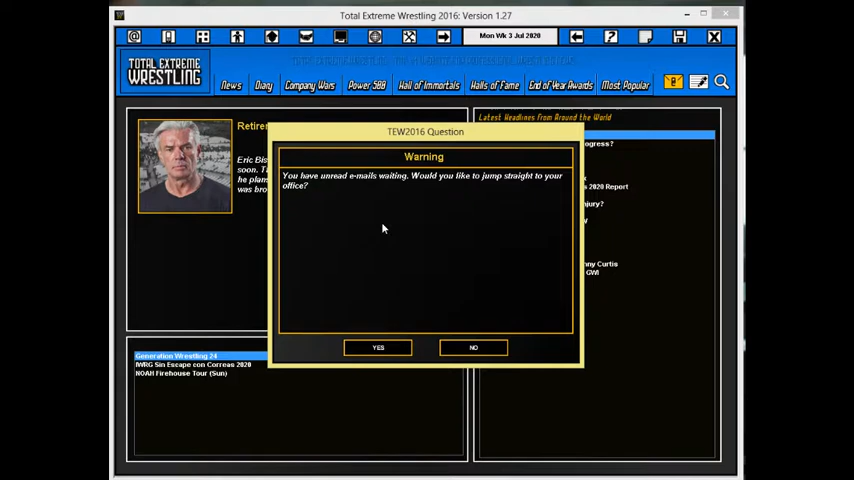 Total Extreme Wrestling 2016: Version 1.27
Mon Wk 3 Jul 2020
TOTAL EXTREME
WRESTLING
News
Diary
Company Wars
Power 500
Hall of Immortals
Halls of Fame
End of Year Awards
Most Popular
Latest Headlines from Around the World
TEW2016 Question
Warning
You have unread e-mails waiting. Would you like to jump straight to your
office?
YES
NO
Retire
Eric Bis
soon. T
he plan
was bro
ogress?
s 2020 Report
njury?
nny Curtis
GWI
Generation Wrestling 24
IWRG Sin Escape con Correas 2020
NOAH Firehouse Tour (Sun)